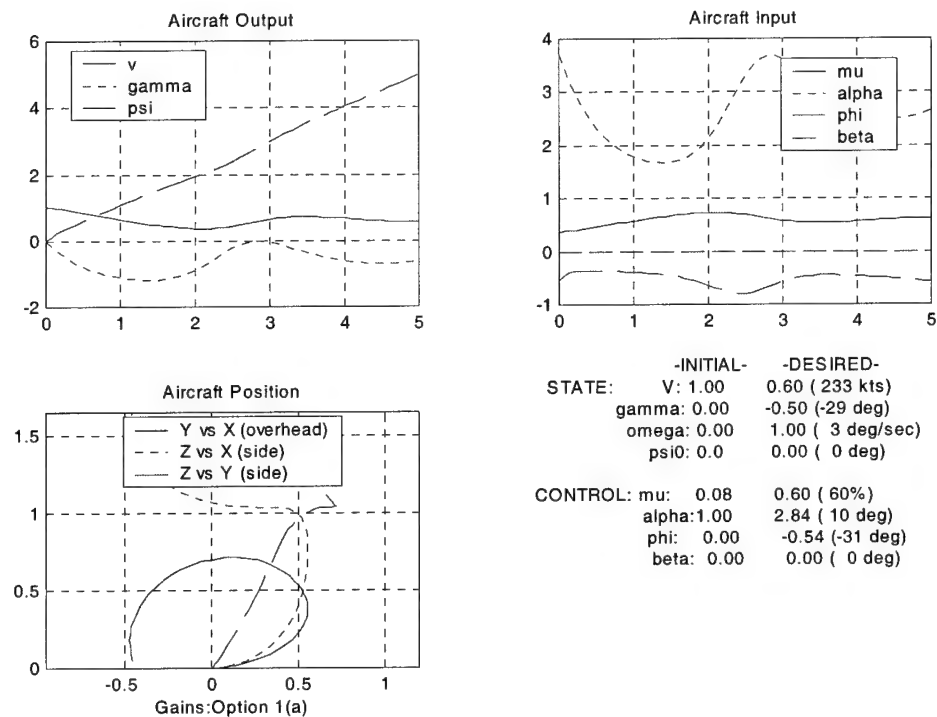 Aircraft Output
6
4
2
0
-2
0 1 2 3 4 5
v
gamma
psi
Aircraft Input
4
3
2
1
0
-1
0 1 2 3 4 5
mu
alpha
phi
beta
Aircraft Position
1.5
1
0.5
0
-0.5 0 0.5 1
Y vs X (overhead)
Z vs X (side)
Z vs Y (side)
Gains:Option 1(a)
-INITIAL- -DESIRED-
STATE: V: 1.00 0.60 ( 233 kts)
gamma: 0.00 -0.50 (-29 deg)
omega: 0.00 1.00 ( 3 deg/sec)
psi0: 0.0 0.00 ( 0 deg)
CONTROL: mu: 0.08 0.60 ( 60%)
alpha:1.00 2.84 ( 10 deg)
phi: 0.00 -0.54 (-31 deg)
beta: 0.00 0.00 ( 0 deg)